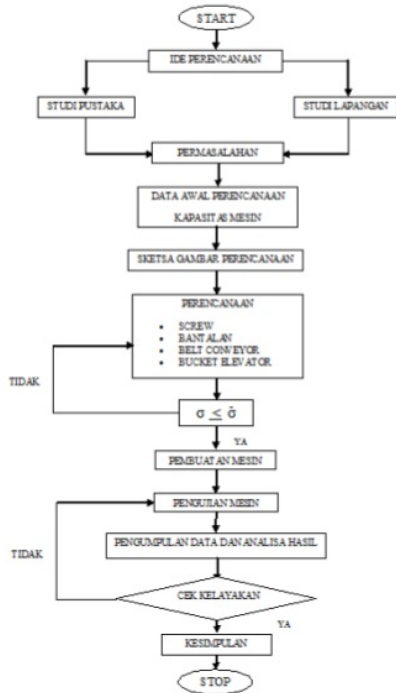 START
IDE PERENCANAAN
STUDI PUSTAKA
STUDI LAPANGAN
PERMASALAHAN
DATA AWAL PERENCANAAN
KAPASITAS MESIN
SKETSA GAMBAR PERENCANAAN
PERENCANAAN
• SCREW
• BANTALAN
• BELT CONVEYOR
• BUCKET ELEVATOR
TIDAK
σ ≤ σ̄
YA
PEMBUATAN MESIN
PENGUJIAN MESIN
PENGUMPULAN DATA DAN ANALISA HASIL
TIDAK
CEK KELAYAKAN
YA
KESIMPULAN
STOP